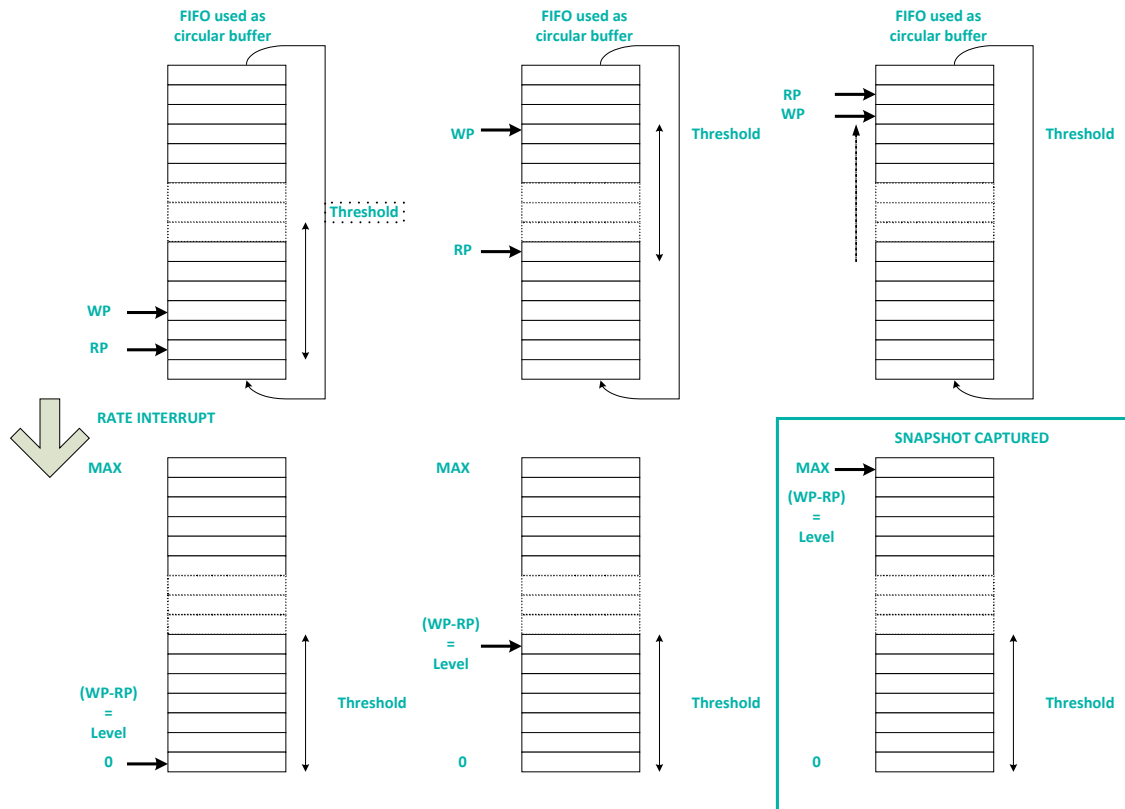 FIFO used as
circular buffer
FIFO used as
circular buffer
FIFO used as
circular buffer
WP
RP
Threshold
WP
RP
Threshold
RP
WP
Threshold
RATE INTERRUPT
MAX
(WP-RP)
=
Level
0
Threshold
MAX
(WP-RP)
=
Level
0
Threshold
SNAPSHOT CAPTURED
MAX
(WP-RP)
=
Level
0
Threshold